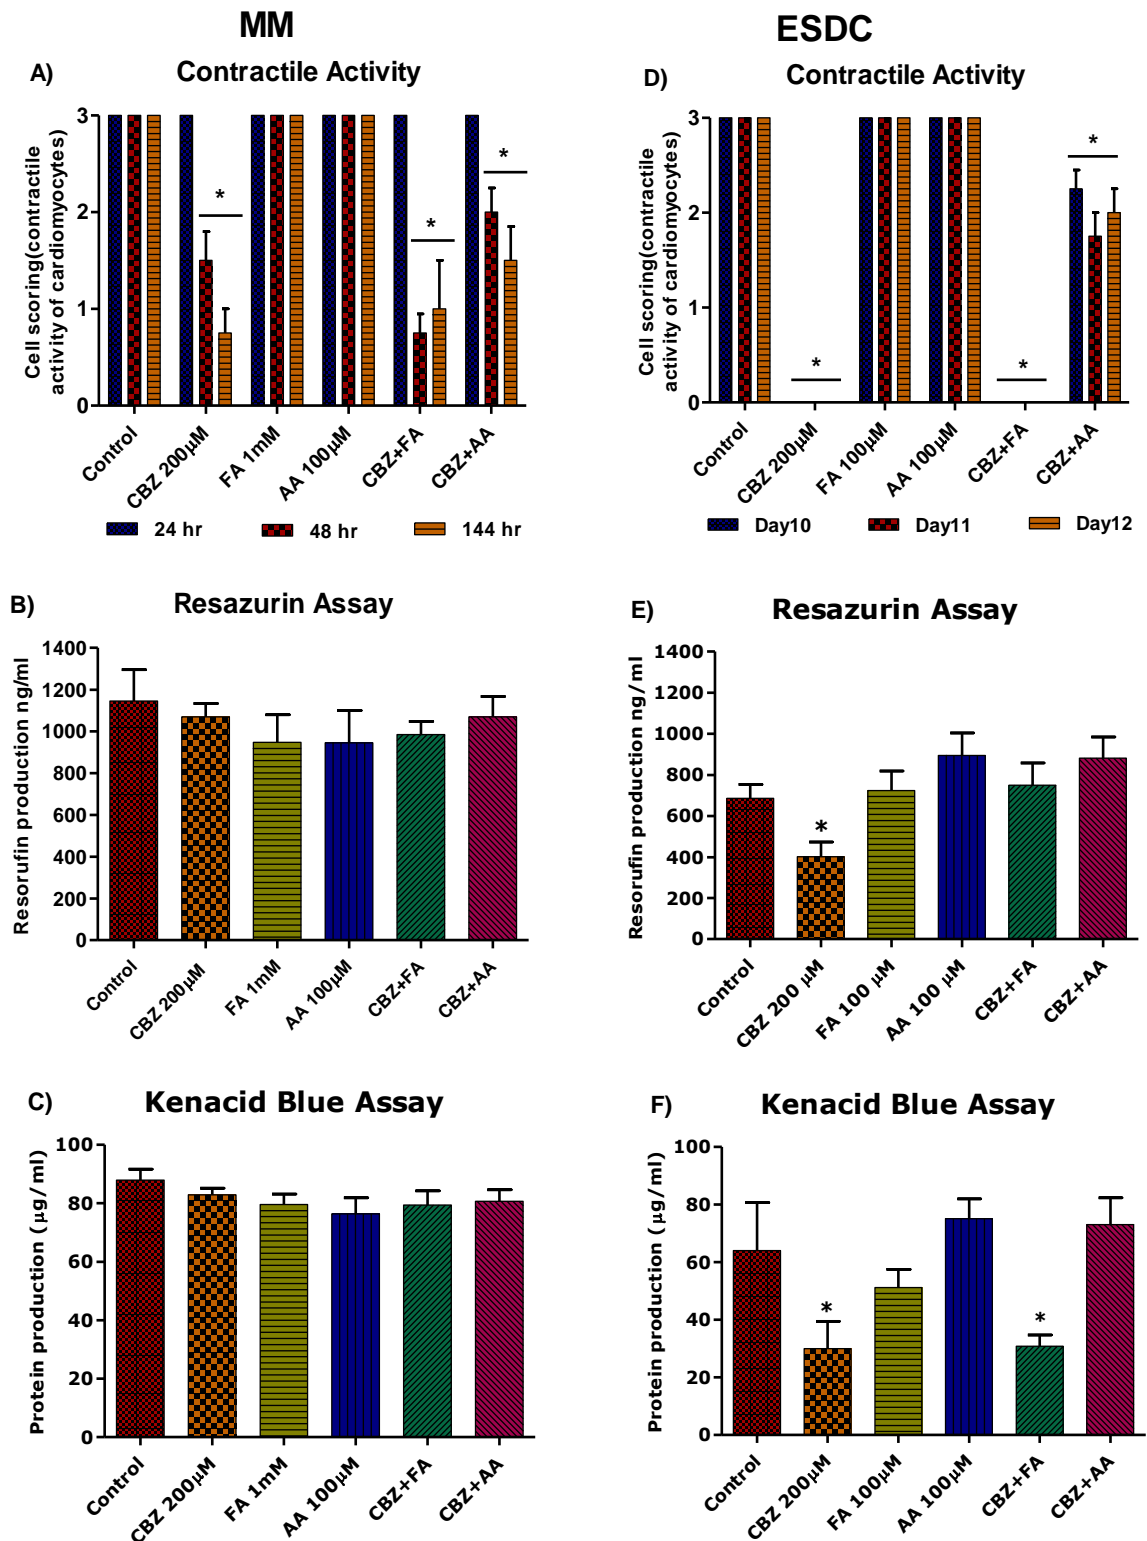 MM
ESDC
A)
Contractile Activity
Cell scoring(contractile
activity of cardiomyocytes)
3
2
1
0
*
*
*
Control
CBZ 200µM
FA 1mM
AA 100µM
CBZ+FA
CBZ+AA
24 hr
48 hr
144 hr
D)
Contractile Activity
Cell scoring(contractile
activity of cardiomyocytes)
3
2
1
0
*
*
*
Control
CBZ 200µM
FA 100µM
AA 100µM
CBZ+FA
CBZ+AA
Day10
Day11
Day12
B)
Resazurin Assay
Resorufin production ng/ml
1400
1200
1000
800
600
400
200
0
Control
CBZ 200µM
FA 1mM
AA 100µM
CBZ+FA
CBZ+AA
E)
Resazurin Assay
Resorufin production ng/ml
1400
1200
1000
800
600
400
200
0
*
Control
CBZ 200 µM
FA 100 µM
AA 100 µM
CBZ+FA
CBZ+AA
C)
Kenacid Blue Assay
Protein production (µg/ml)
100
80
60
40
20
0
Control
CBZ 200µM
FA 1mM
AA 100µM
CBZ+FA
CBZ+AA
F)
Kenacid Blue Assay
Protein production (µg/ml)
100
80
60
40
20
0
*
*
Control
CBZ 200µM
FA 100µM
AA 100µM
CBZ+FA
CBZ+AA